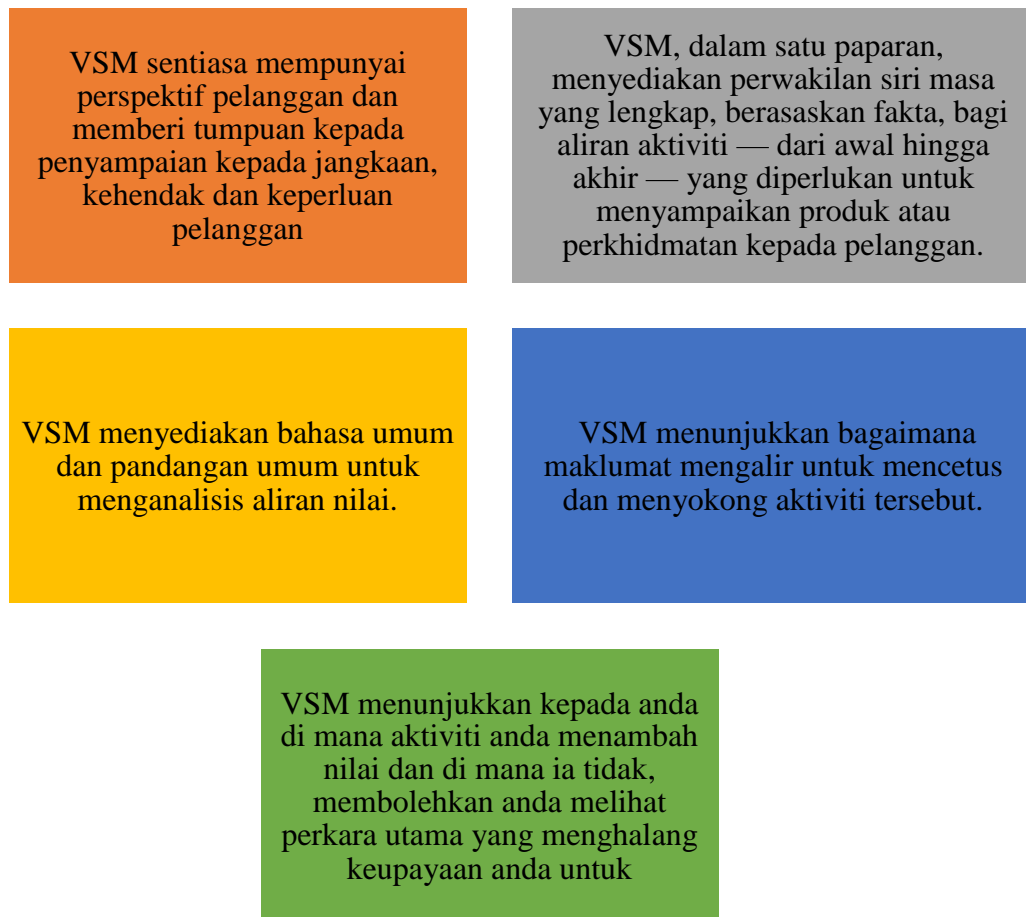 VSM sentiasa mempunyai
perspektif pelanggan dan
memberi tumpuan kepada
penyampaian kepada jangkaan,
kehendak dan keperluan
pelanggan
VSM, dalam satu paparan,
menyediakan perwakilan siri masa
yang lengkap, berasaskan fakta, bagi
aliran aktiviti — dari awal hingga
akhir — yang diperlukan untuk
menyampaikan produk atau
perkhidmatan kepada pelanggan.
VSM menyediakan bahasa umum
dan pandangan umum untuk
menganalisis aliran nilai.
VSM menunjukkan bagaimana
maklumat mengalir untuk mencetus
dan menyokong aktiviti tersebut.
VSM menunjukkan kepada anda
di mana aktiviti anda menambah
nilai dan di mana ia tidak,
membolehkan anda melihat
perkara utama yang menghalang
keupayaan anda untuk